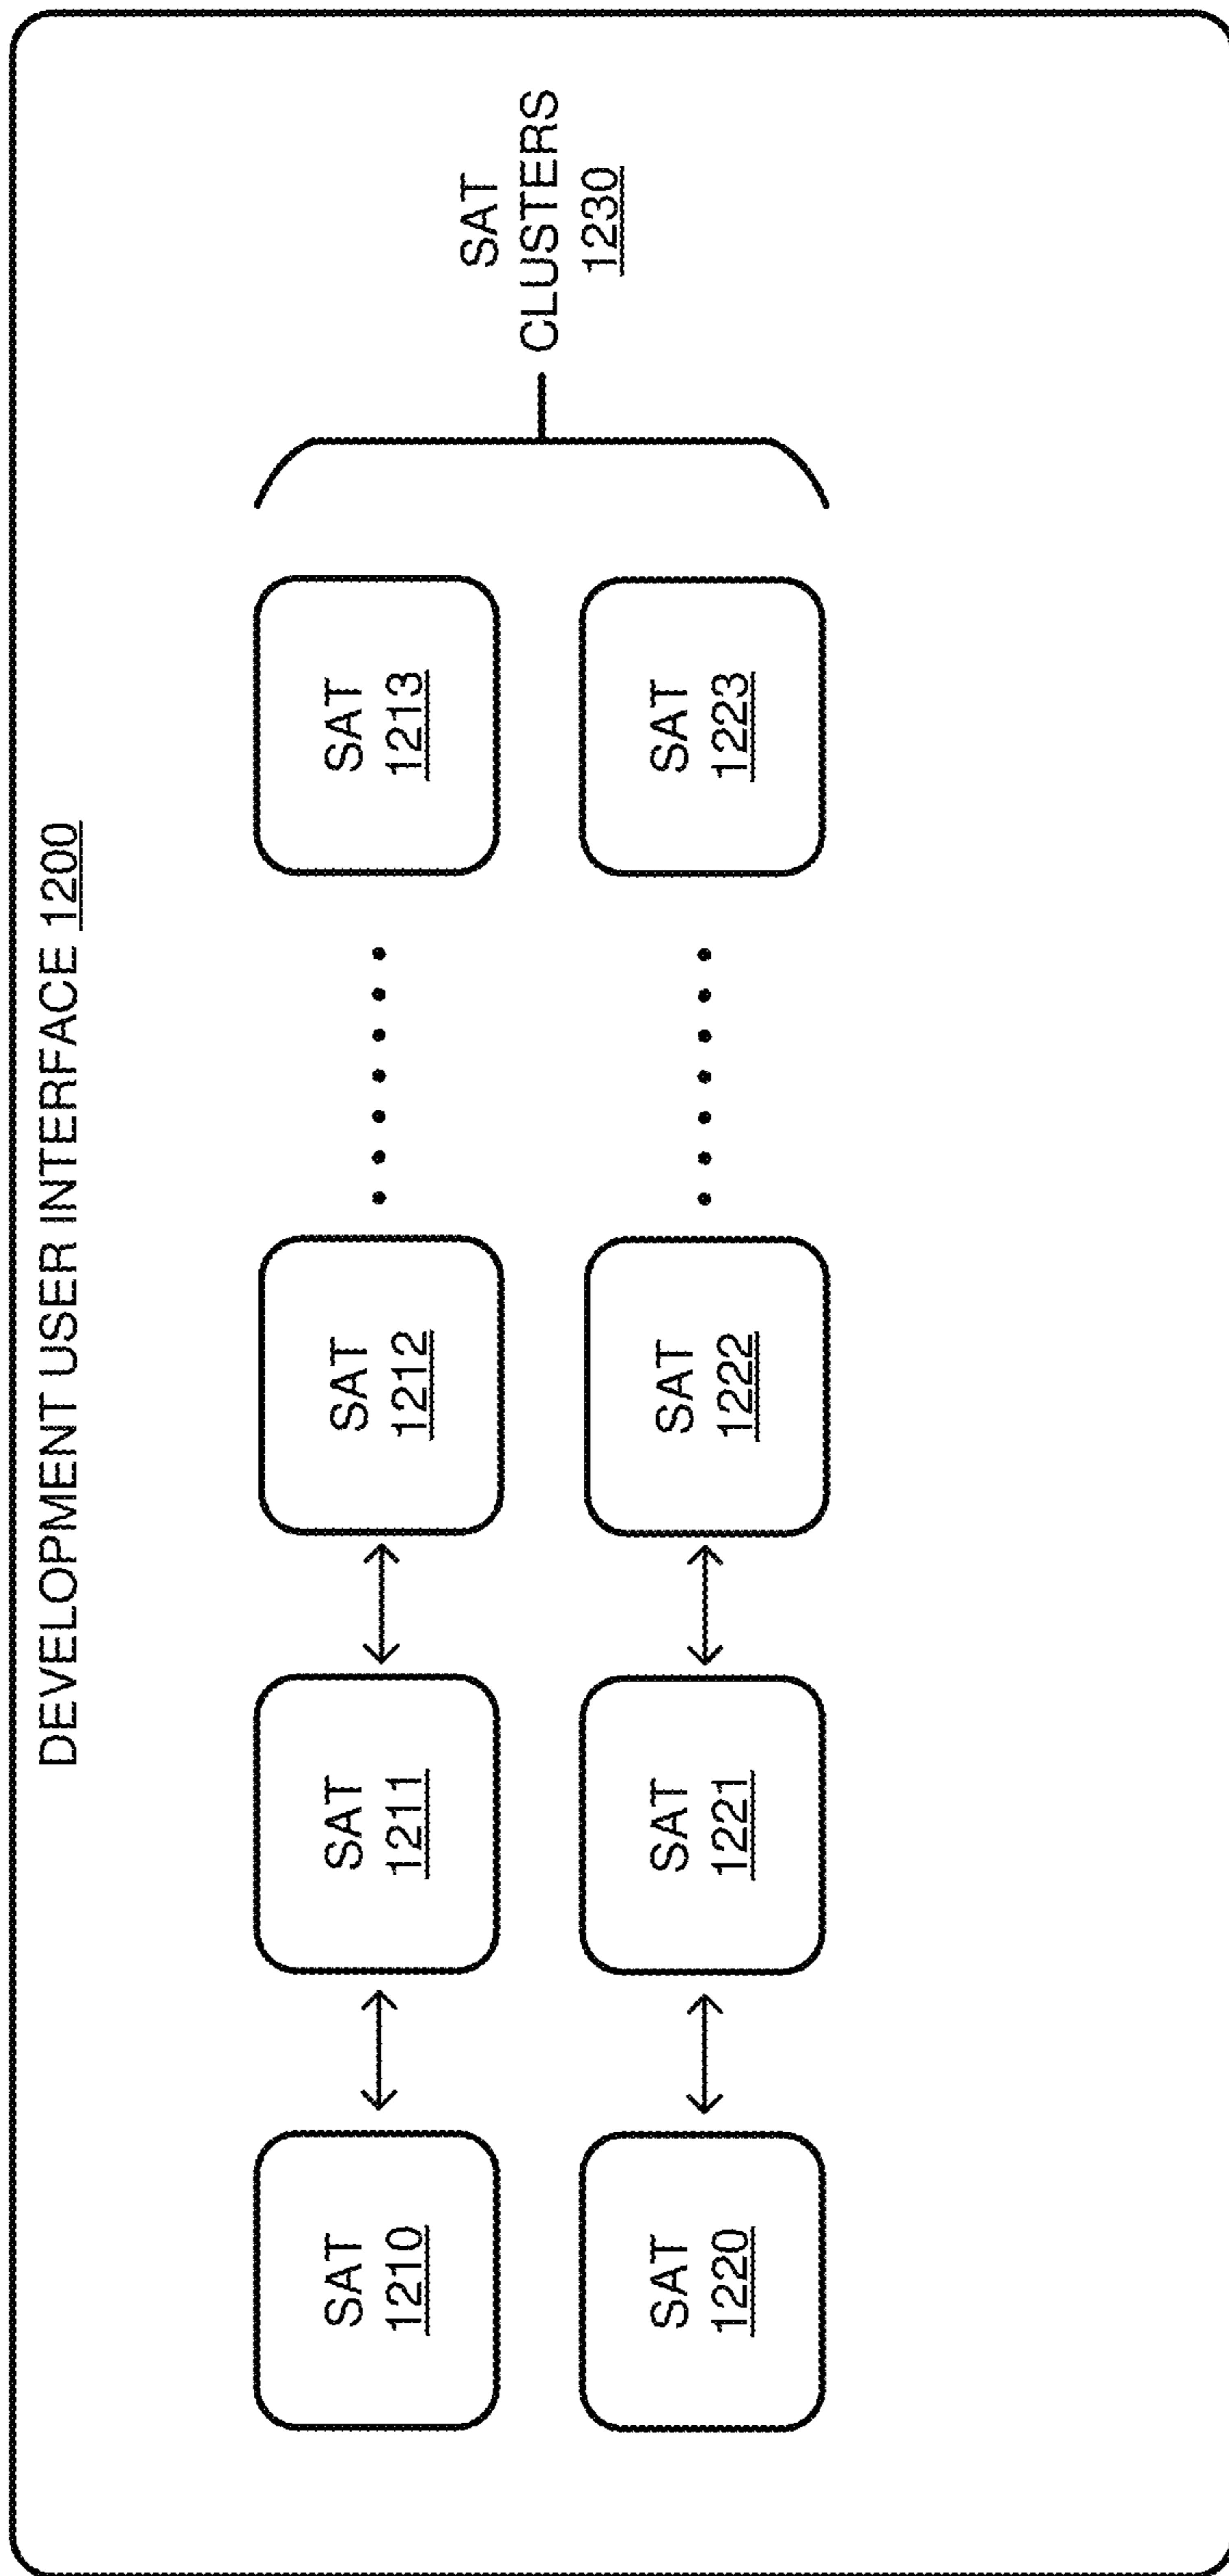 DEVELOPMENT USER INTERFACE 1200
SAT
1210
SAT
1211
SAT
1212
SAT
1213
SAT
1220
SAT
1221
SAT
1222
SAT
1223
SAT
CLUSTERS
1230